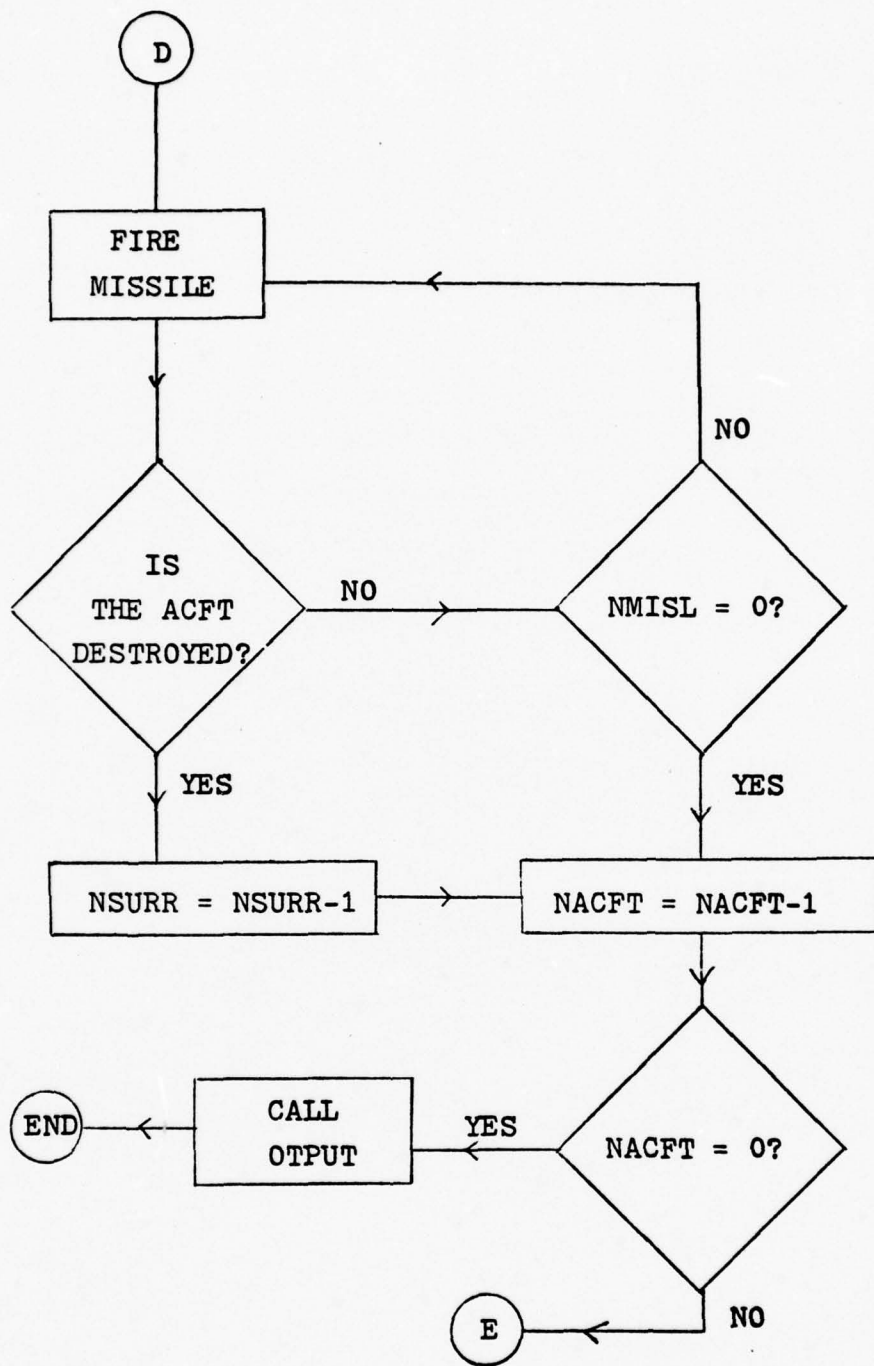 D
FIRE
MISSILE
NO
IS
THE ACFT
DESTROYED?
NO
NMISL = 0?
YES
YES
NSURR = NSURR-1
NACFT = NACFT-1
CALL
OTPUT
END
YES
NACFT = 0?
E
NO